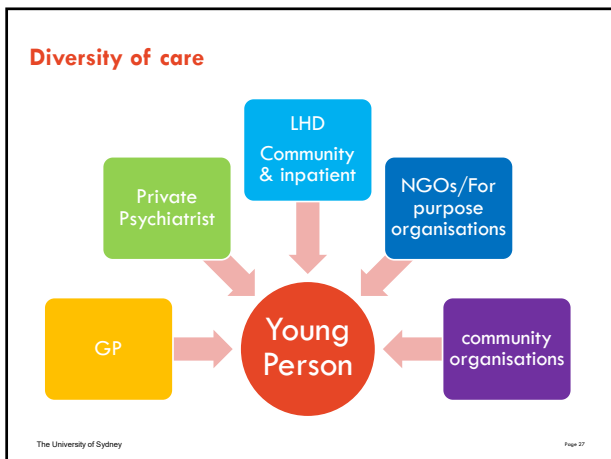 Diversity of care
LHD
Community
& inpatient
Private
Psychiatrist
NGOs/For
purpose
organisations
GP
Young
Person
community
organisations
The University of Sydney
Page 27